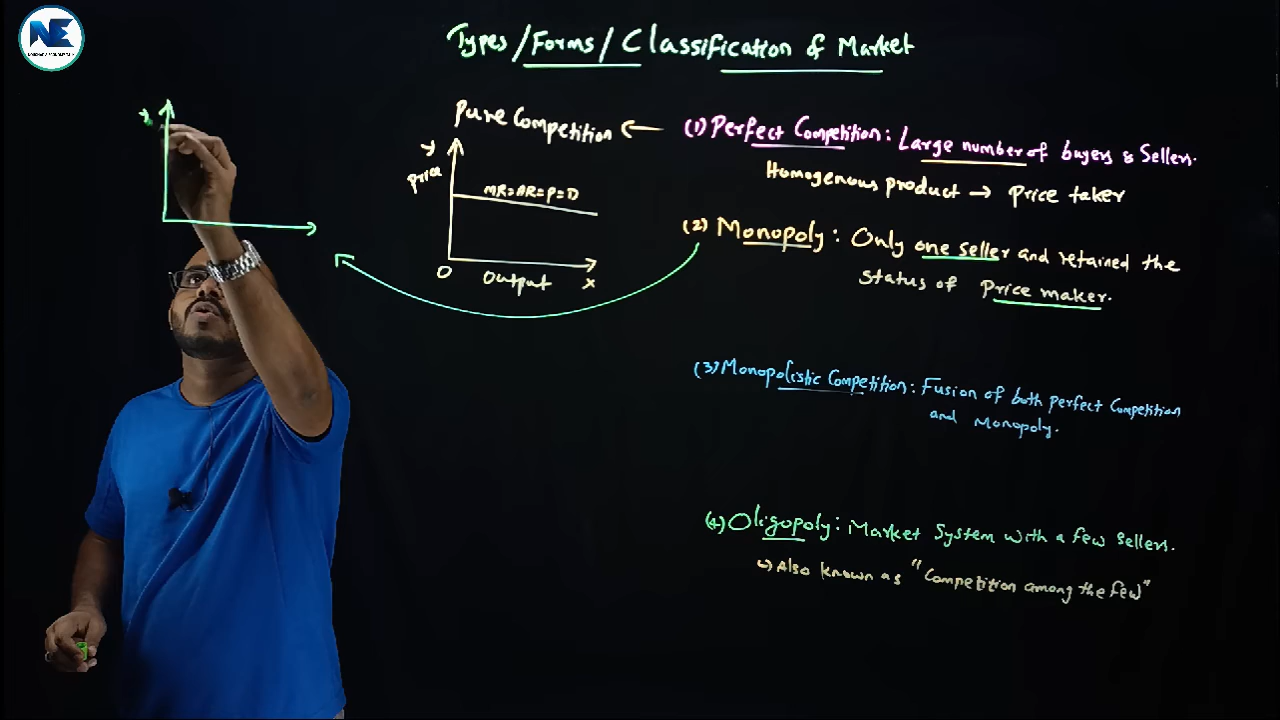 NE
Types/Forms/Classification of Market
Pure Competition
(1) Perfect Competition: Large number of buyers & Sellers.
Homogenous product → Price taker
y
Price
MR=AR=P=D
O
Output
x
(2) Monopoly: Only one seller and retained the
status of Price maker.
y
(3) Monopolistic Competition: Fusion of both perfect Competition
and Monopoly.
(4) Oligopoly: Market System with a few sellers.
Also known as "Competition among the few"